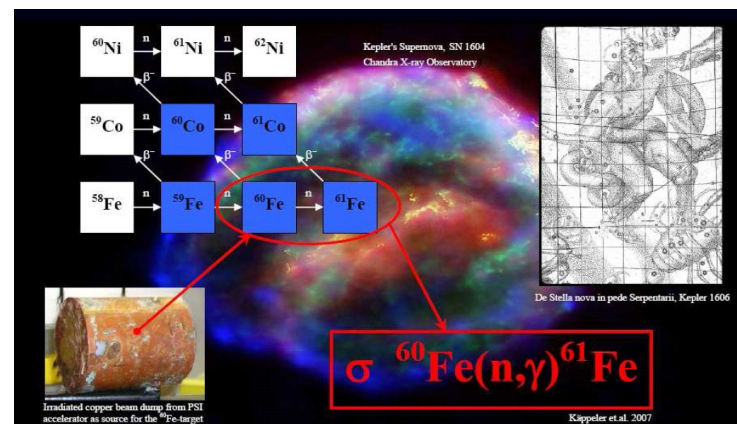 ⁶⁰Ni n ⁶¹Ni n ⁶²Ni
β⁻ β⁻
⁵⁹Co n ⁶⁰Co n ⁶¹Co
β⁻ β⁻ β⁻
⁵⁸Fe n ⁵⁹Fe n ⁶⁰Fe n ⁶¹Fe
Kepler's Supernova, SN 1604
Chandra X-ray Observatory
De Stella nova in pede Serpentarii, Kepler 1606
σ ⁶⁰Fe(n,γ)⁶¹Fe
Irradiated copper beam dump from PSI
accelerator as source for the ⁶⁰Fe-target
Käppeler et.al. 2007